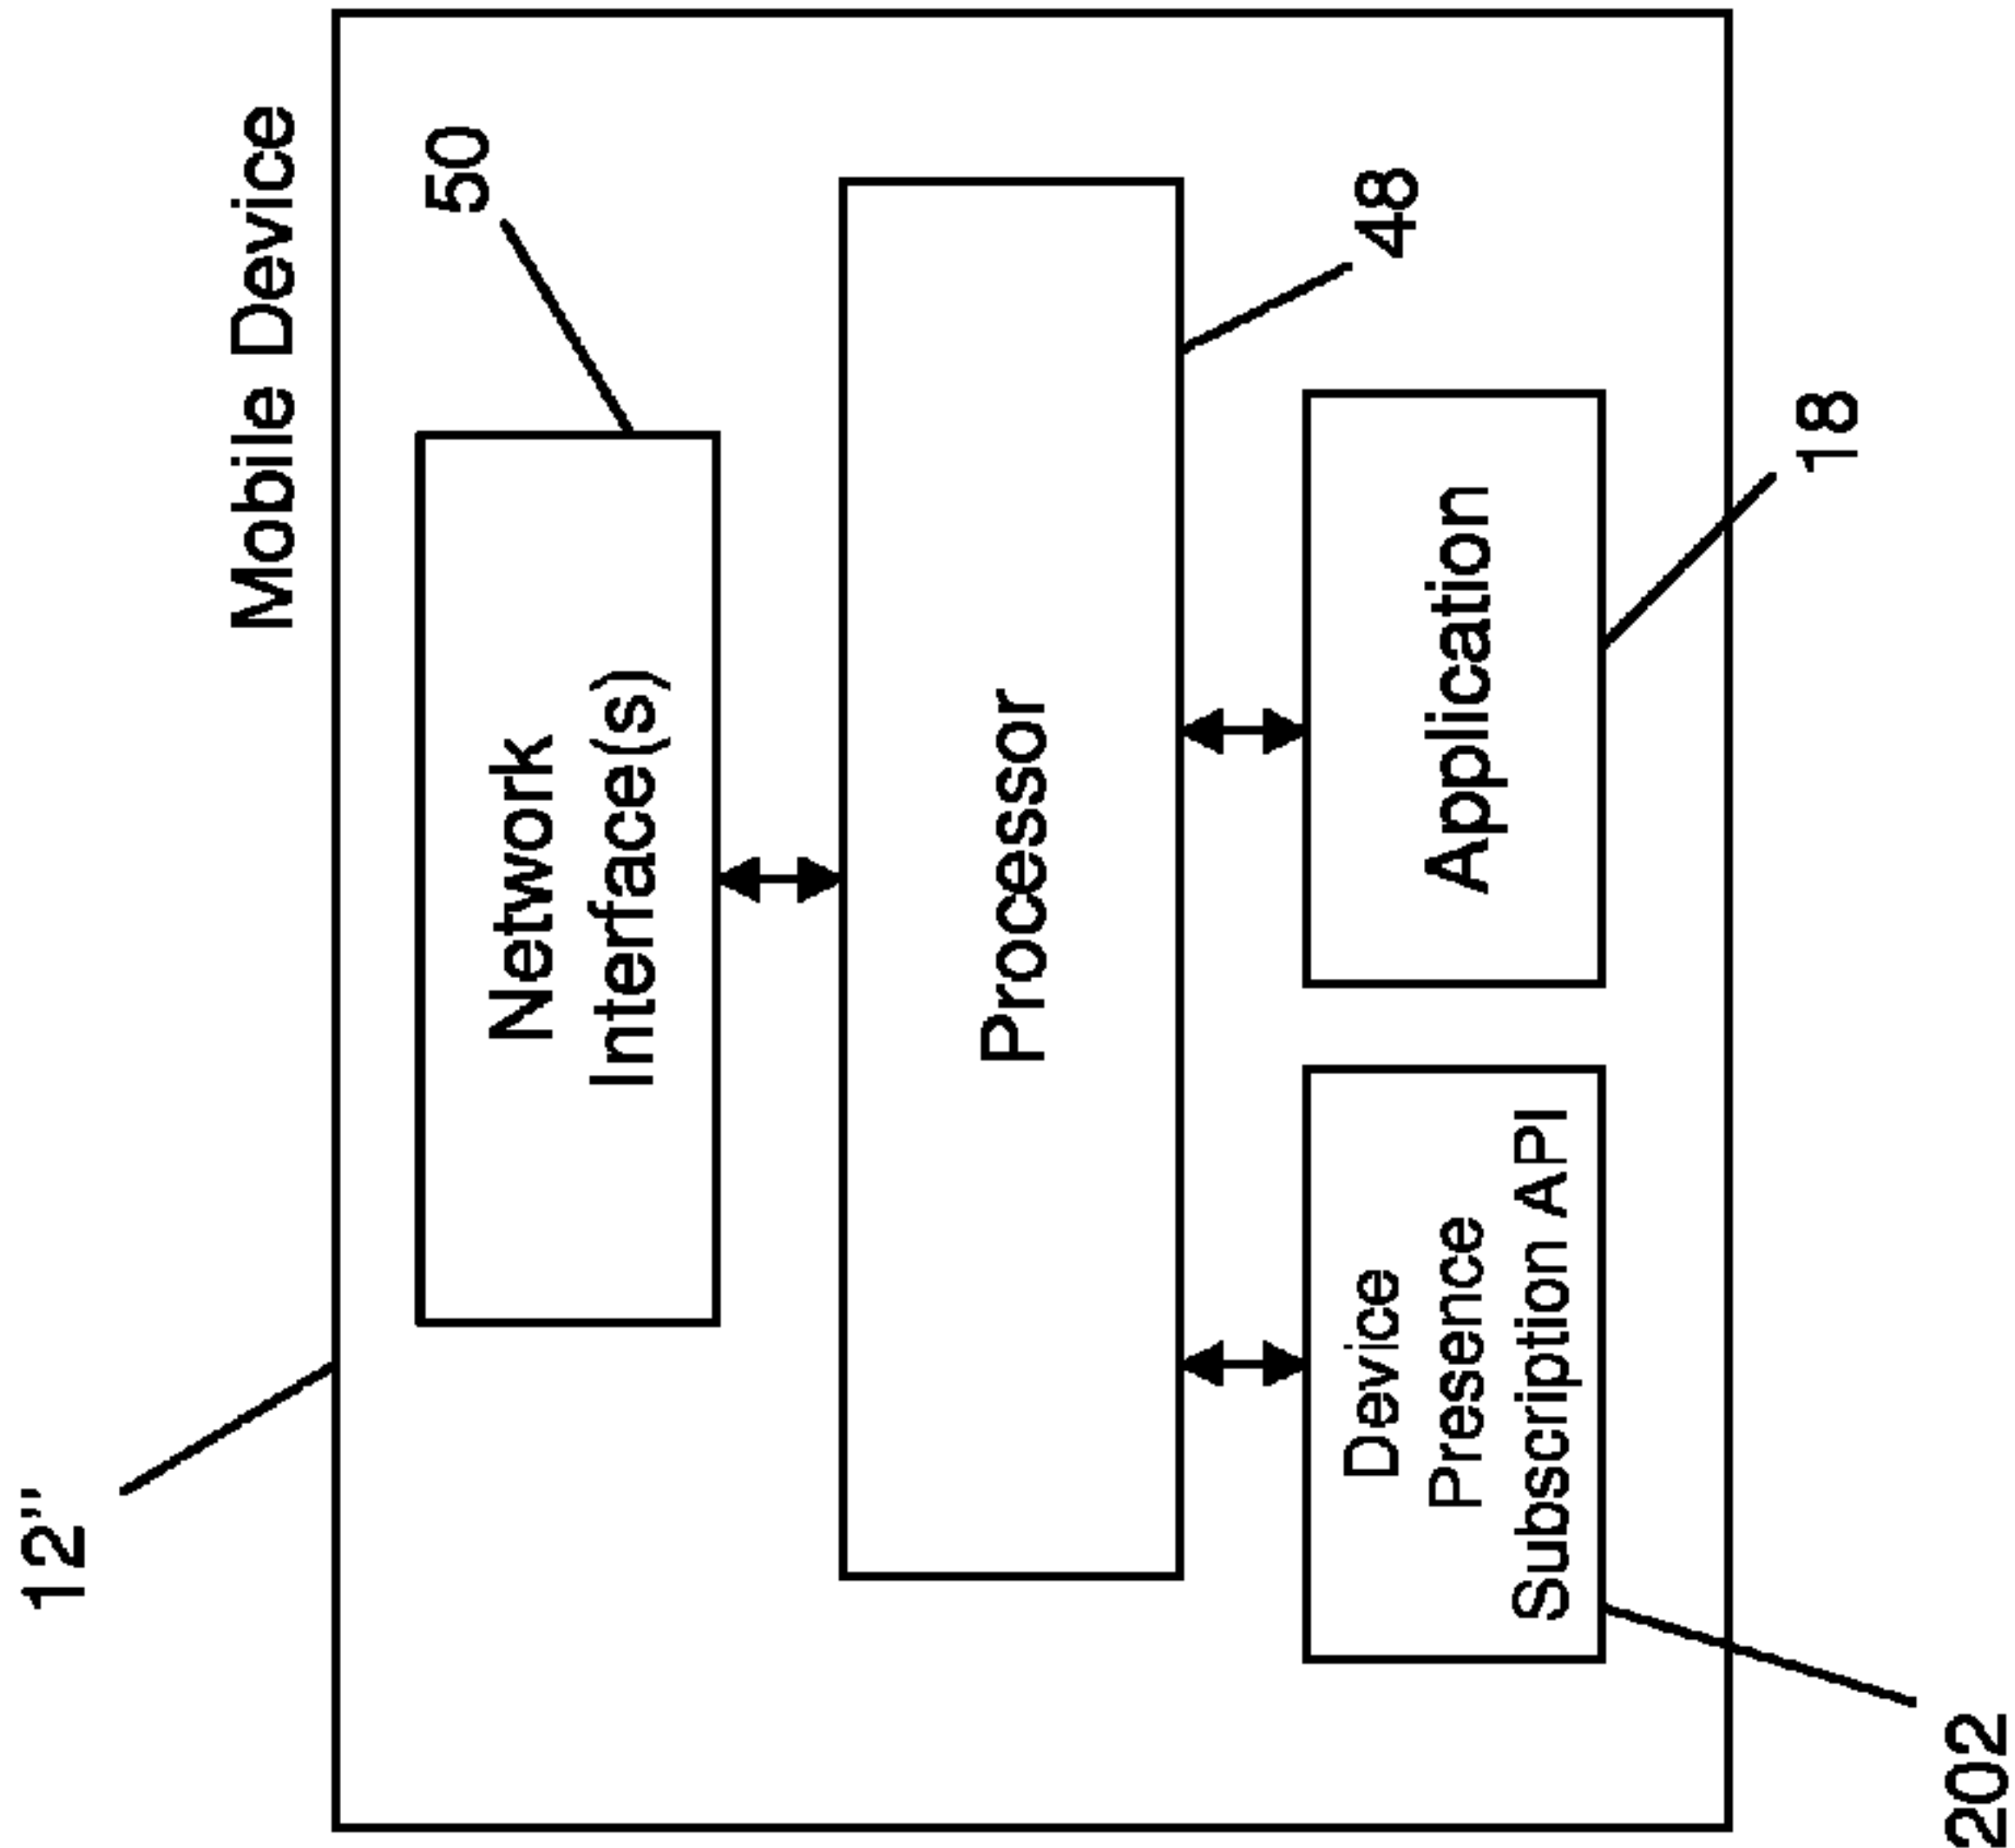 12”
Mobile Device
Network
Interface(s)
50
Processor
48
Device
Presence
Subscription API
Application
18
202